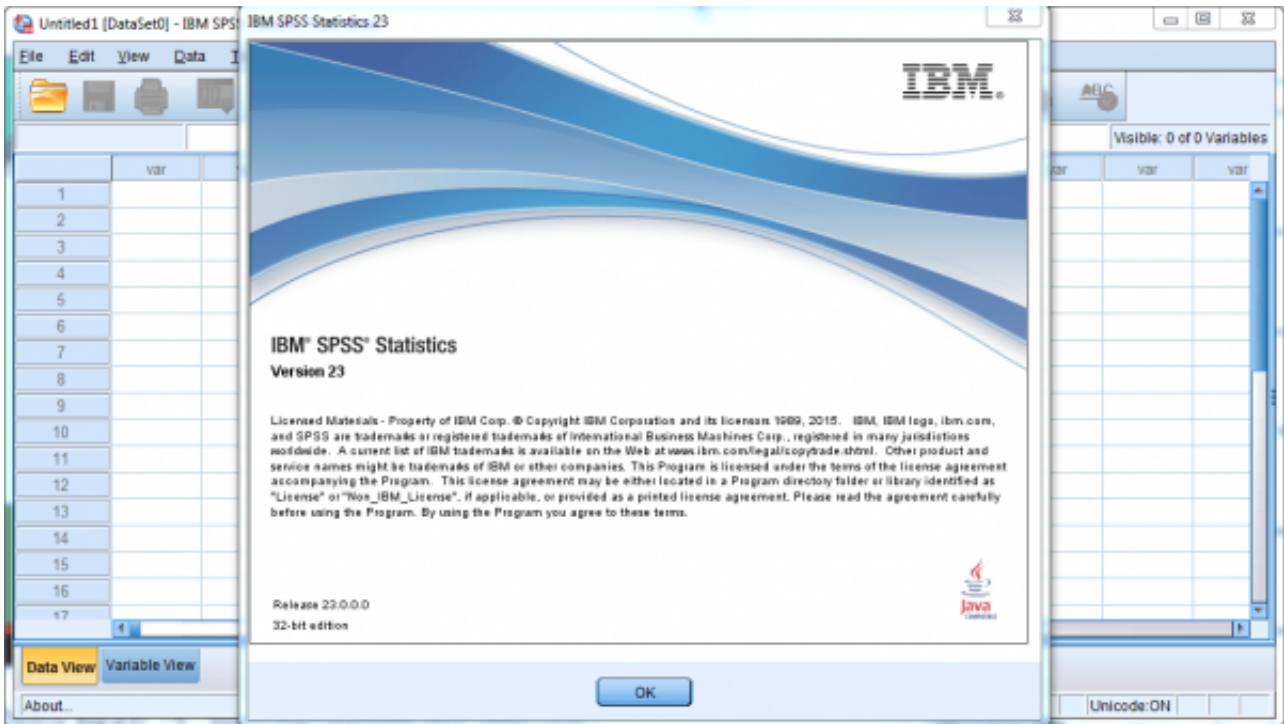 Untitled1 [DataSet0] - IBM SPS
IBM SPSS Statistics 23
File Edit View Data T
ABC
Visible: 0 of 0 Variables
var var var var
1
2
3
4
5
6
7
8
9
10
11
12
13
14
15
16
17
IBM.
IBM® SPSS® Statistics
Version 23
Licensed Materials - Property of IBM Corp. © Copyright IBM Corporation and its licensors 1989, 2015. IBM, IBM logo, ibm.com,
and SPSS are trademarks or registered trademarks of International Business Machines Corp., registered in many jurisdictions
worldwide. A current list of IBM trademarks is available on the Web at www.ibm.com/legal/copytrade.shtml. Other product and
service names might be trademarks of IBM or other companies. This Program is licensed under the terms of the license agreement
accompanying the Program. This license agreement may be either located in a Program directory folder or library identified as
"License" or "Non_IBM_License", if applicable, or provided as a printed license agreement. Please read the agreement carefully
before using the Program. By using the Program you agree to these terms.
Release 23.0.0.0
32-bit edition
Java
OK
Data View Variable View
About... Unicode:ON